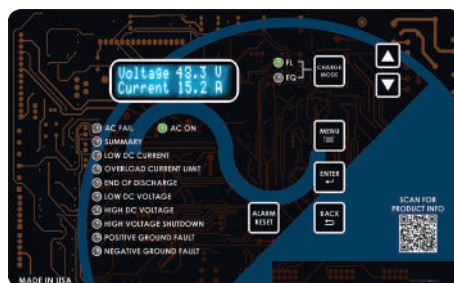 Voltage 48.3 V
Current 15.2 A
FL
EQ
CHARGE
MODE
AC FAIL
AC ON
SUMMARY
LOW DC CURRENT
OVERLOAD CURRENT LIMIT
END OF DISCHARGE
LOW DC VOLTAGE
HIGH DC VOLTAGE
HIGH VOLTAGE SHUTDOWN
POSITIVE GROUND FAULT
NEGATIVE GROUND FAULT
MENU
ENTER
ALARM
RESET
BACK
SCAN FOR
PRODUCT INFO
MADE IN USA